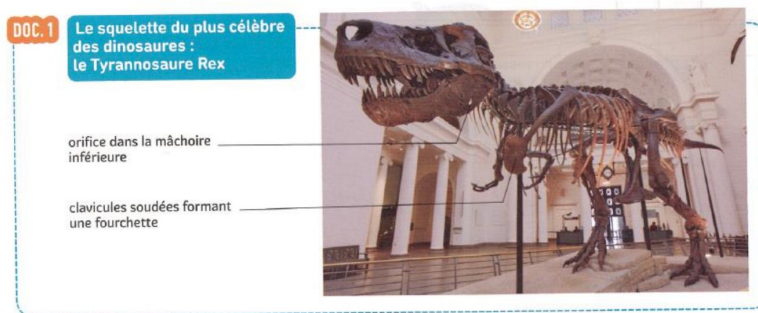 DOC. 1
Le squelette du plus célèbre
des dinosaures :
le Tyrannosaure Rex
orifice dans la mâchoire
inférieure
clavicules soudées formant
une fourchette